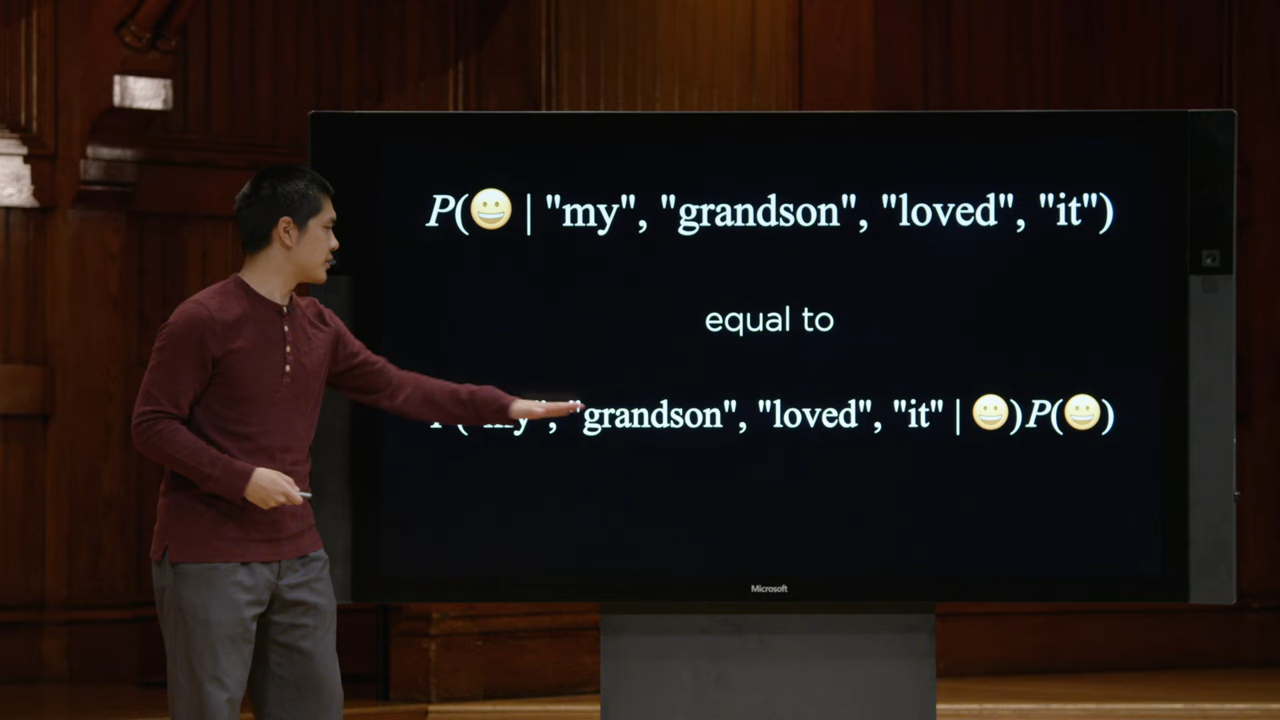 P(😀 | "my", "grandson", "loved", "it")
equal to
"grandson", "loved", "it" | 😀)P(😀)
Microsoft